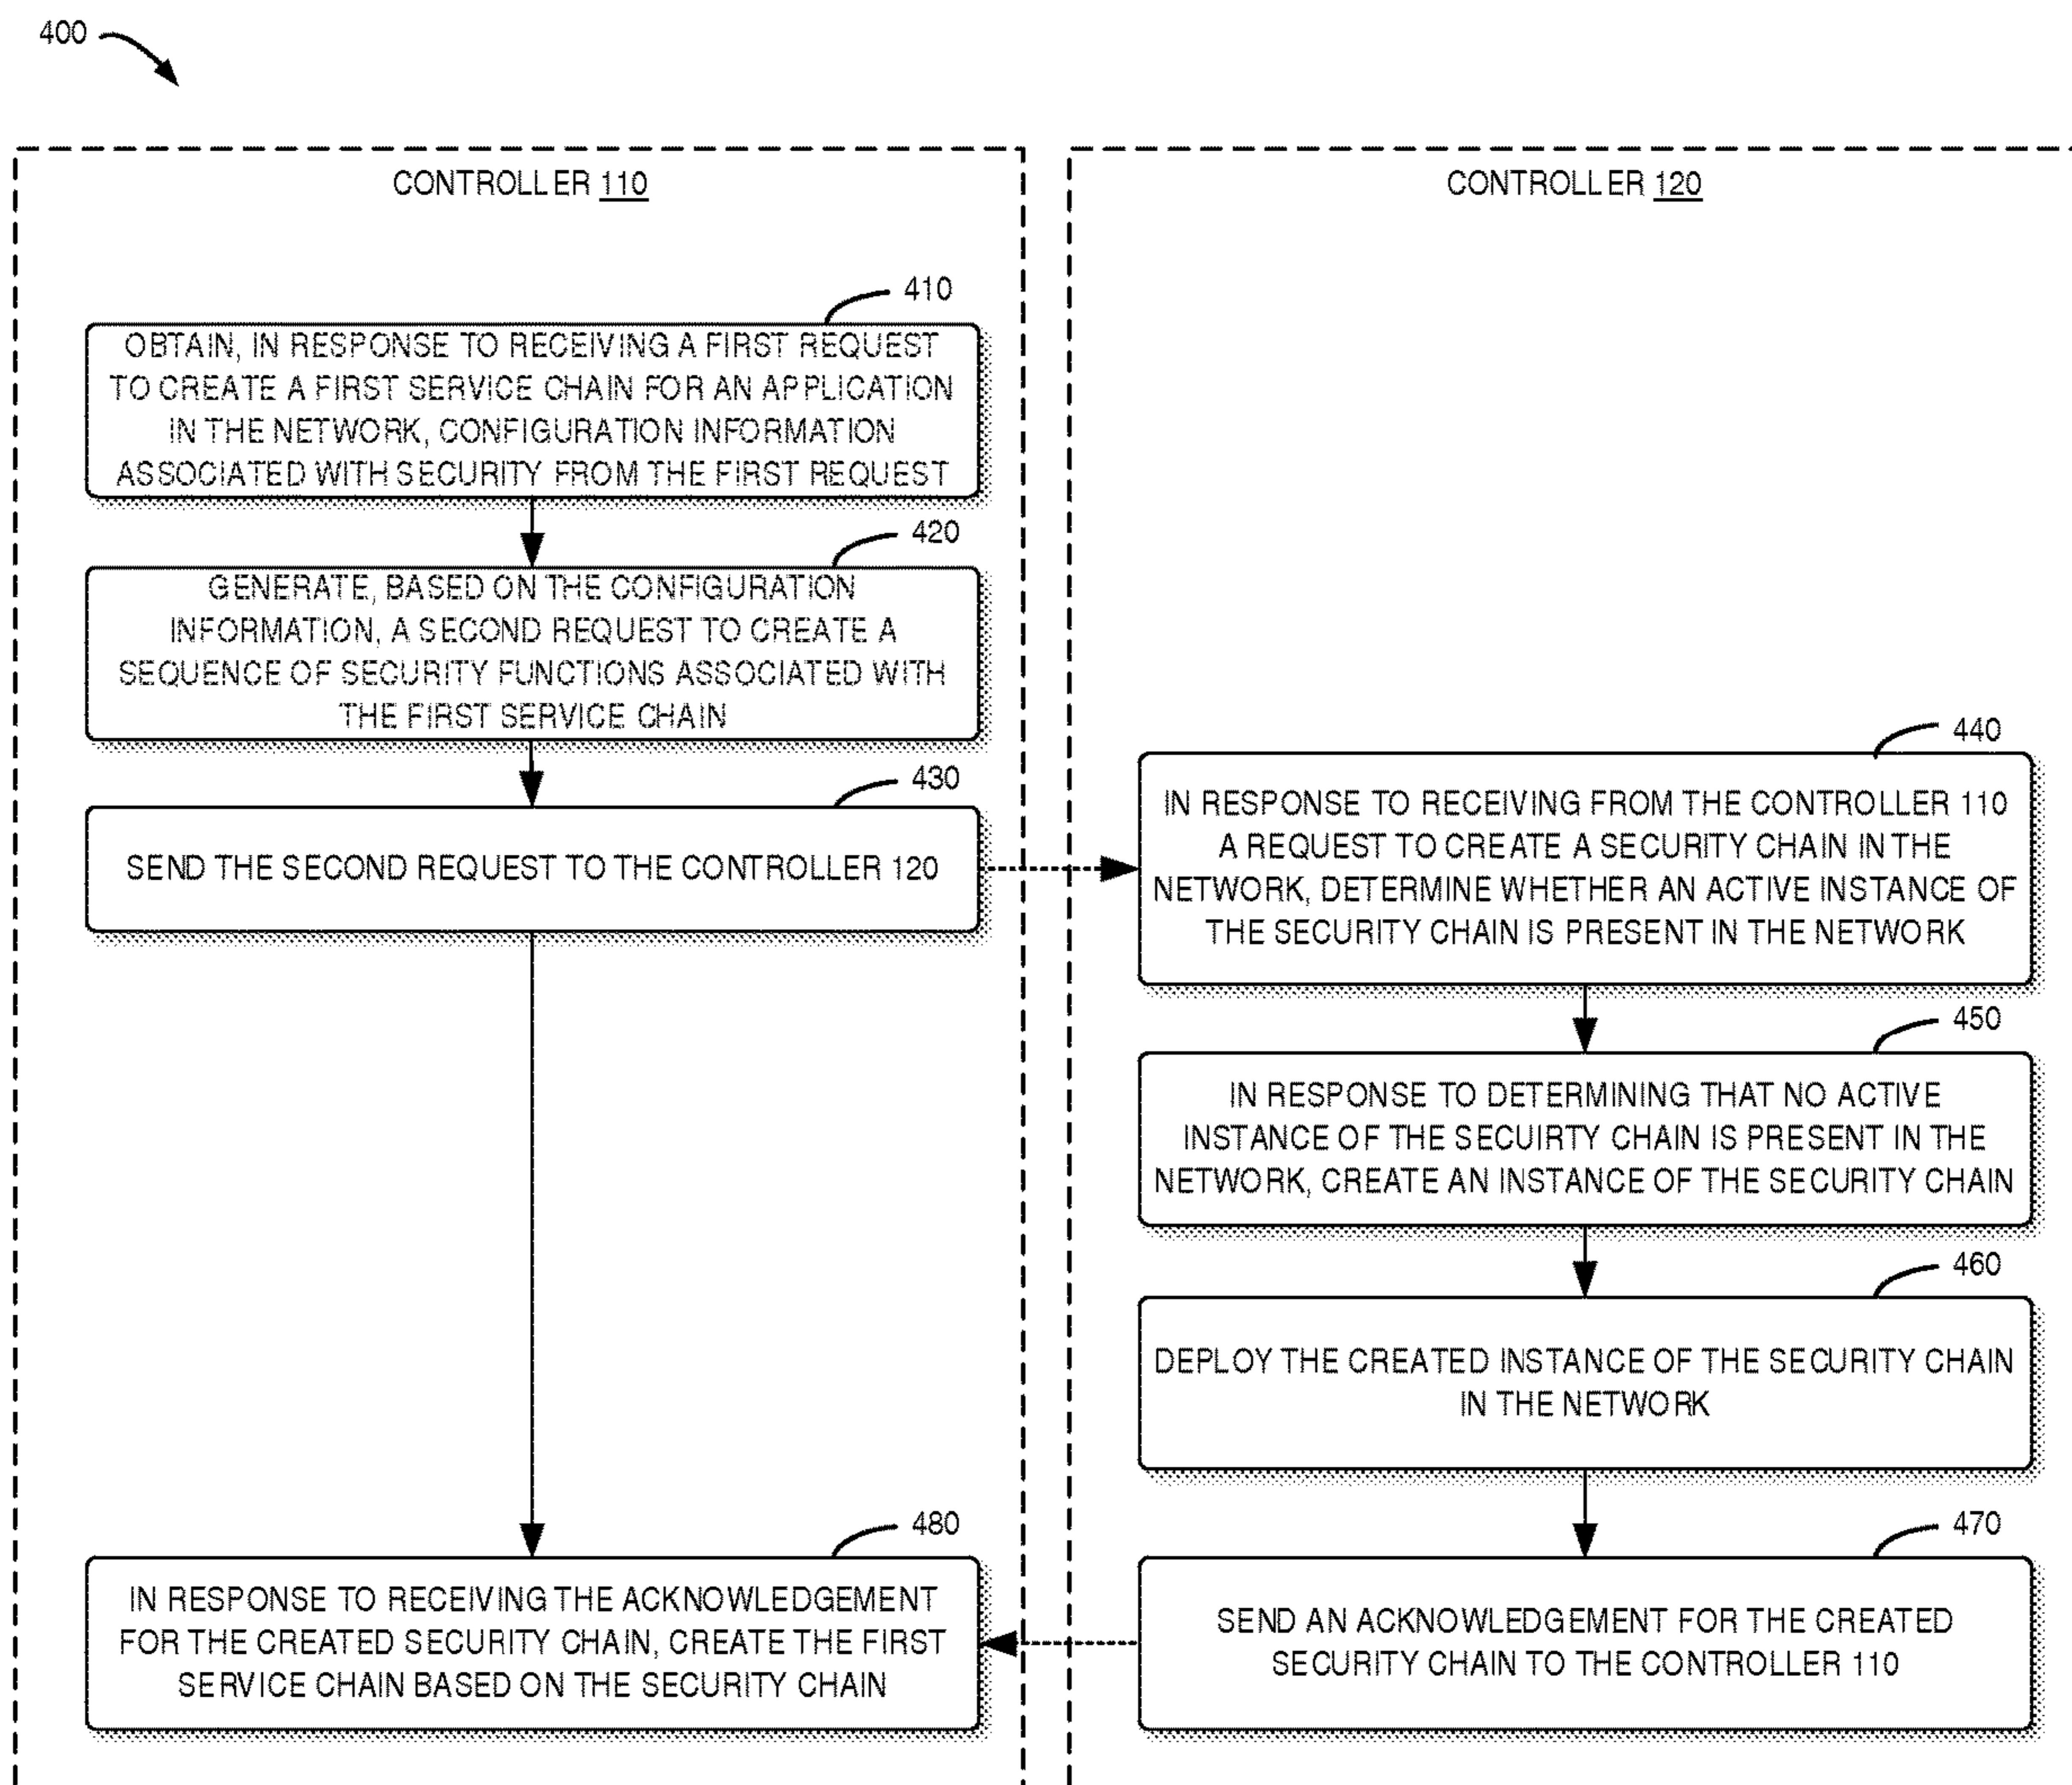 400
CONTROLLER 110
410
OBTAIN, IN RESPONSE TO RECEIVING A FIRST REQUEST
TO CREATE A FIRST SERVICE CHAIN FOR AN APPLICATION
IN THE NETWORK, CONFIGURATION INFORMATION
ASSOCIATED WITH SECURITY FROM THE FIRST REQUEST
420
GENERATE, BASED ON THE CONFIGURATION
INFORMATION, A SECOND REQUEST TO CREATE A
SEQUENCE OF SECURITY FUNCTIONS ASSOCIATED WITH
THE FIRST SERVICE CHAIN
430
SEND THE SECOND REQUEST TO THE CONTROLLER 120
CONTROLLER 120
440
IN RESPONSE TO RECEIVING FROM THE CONTROLLER 110
A REQUEST TO CREATE A SECURITY CHAIN IN THE
NETWORK, DETERMINE WHETHER AN ACTIVE INSTANCE OF
THE SECURITY CHAIN IS PRESENT IN THE NETWORK
450
IN RESPONSE TO DETERMINING THAT NO ACTIVE
INSTANCE OF THE SECUIRTY CHAIN IS PRESENT IN THE
NETWORK, CREATE AN INSTANCE OF THE SECURITY CHAIN
460
DEPLOY THE CREATED INSTANCE OF THE SECURITY CHAIN
IN THE NETWORK
470
SEND AN ACKNOWLEDGEMENT FOR THE CREATED
SECURITY CHAIN TO THE CONTROLLER 110
480
IN RESPONSE TO RECEIVING THE ACKNOWLEDGEMENT
FOR THE CREATED SECURITY CHAIN, CREATE THE FIRST
SERVICE CHAIN BASED ON THE SECURITY CHAIN